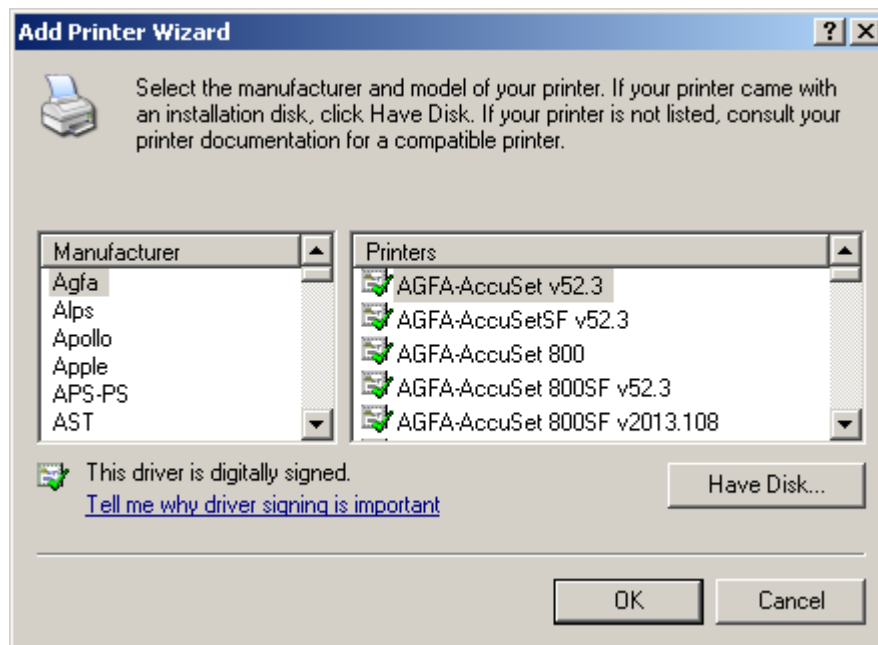 Add Printer Wizard
Select the manufacturer and model of your printer. If your printer came with
an installation disk, click Have Disk. If your printer is not listed, consult your
printer documentation for a compatible printer.
Manufacturer
Agfa
Alps
Apollo
Apple
APS-PS
AST
Printers
AGFA-AccuSet v52.3
AGFA-AccuSetSF v52.3
AGFA-AccuSet 800
AGFA-AccuSet 800SF v52.3
AGFA-AccuSet 800SF v2013.108
This driver is digitally signed.
Tell me why driver signing is important
Have Disk...
OK
Cancel